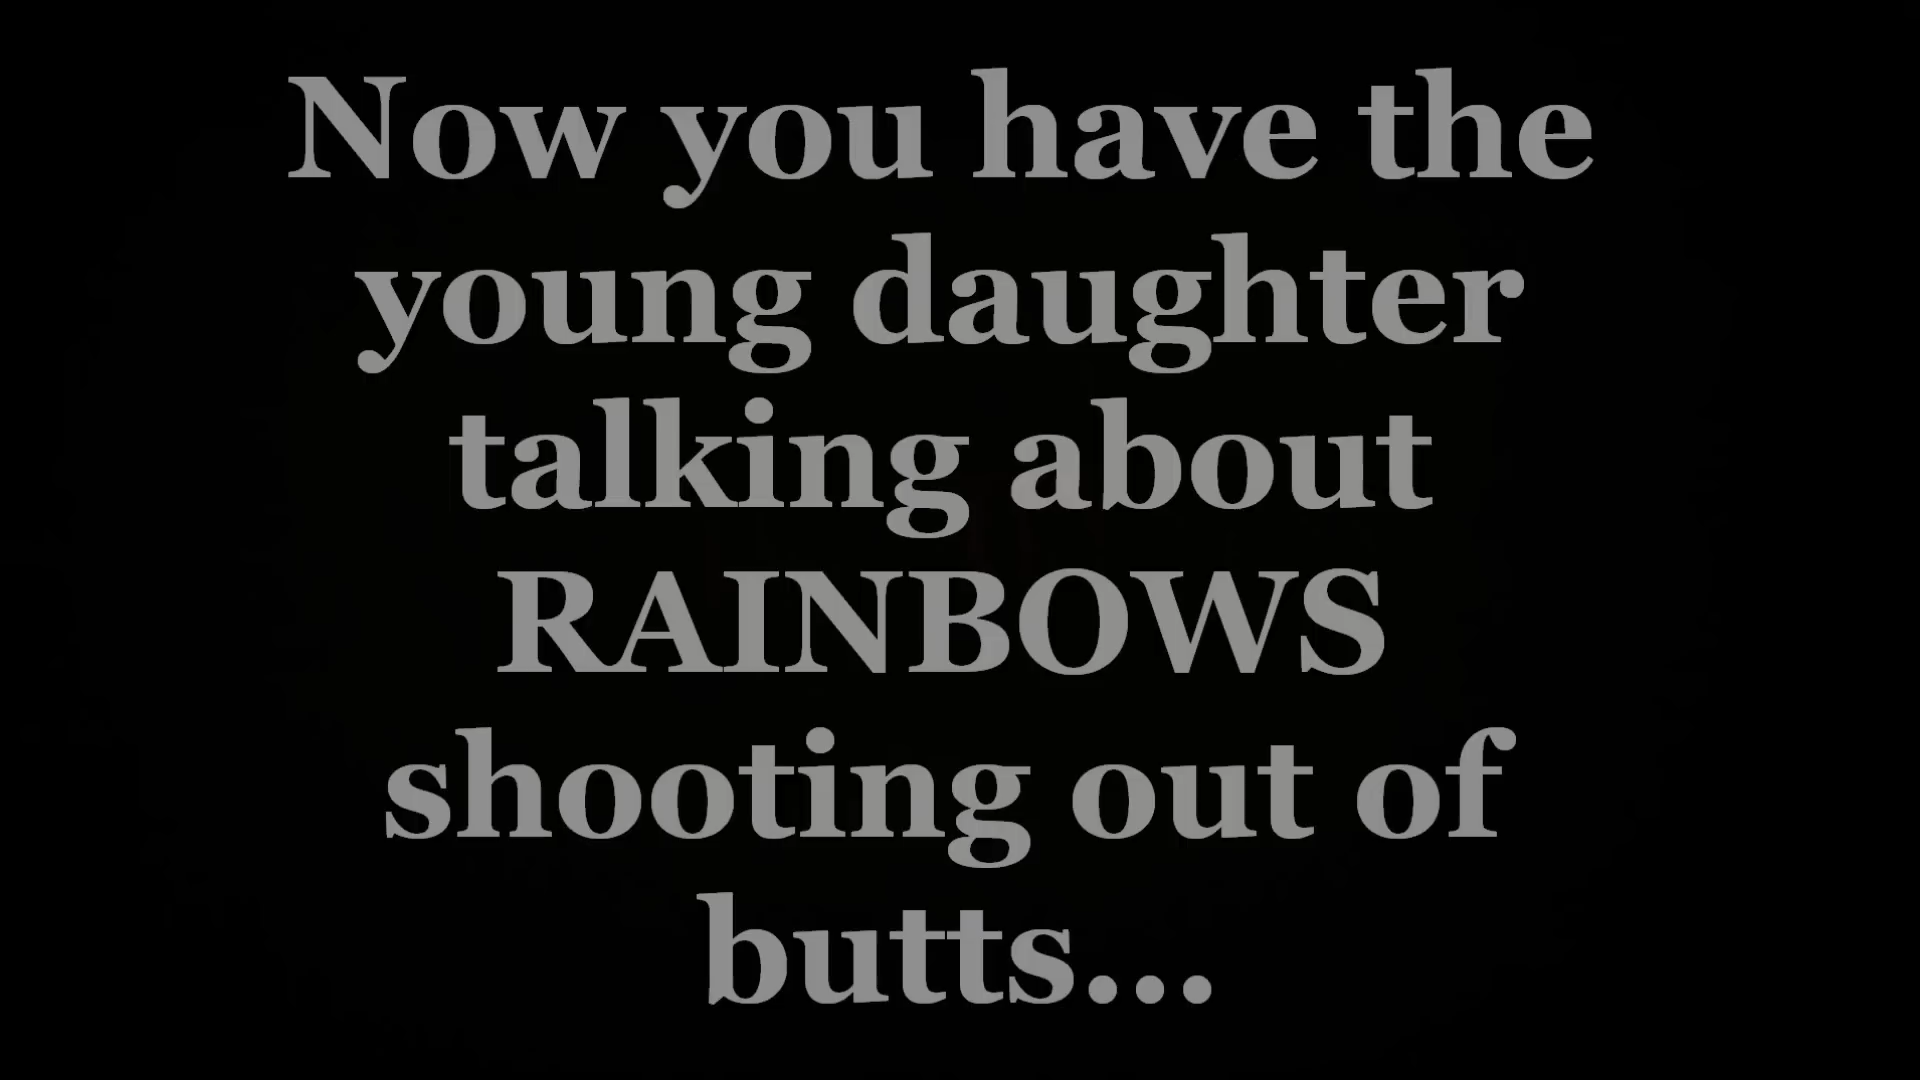 Now you have the
young daughter
talking about
RAINBOWS
shooting out of
butts...